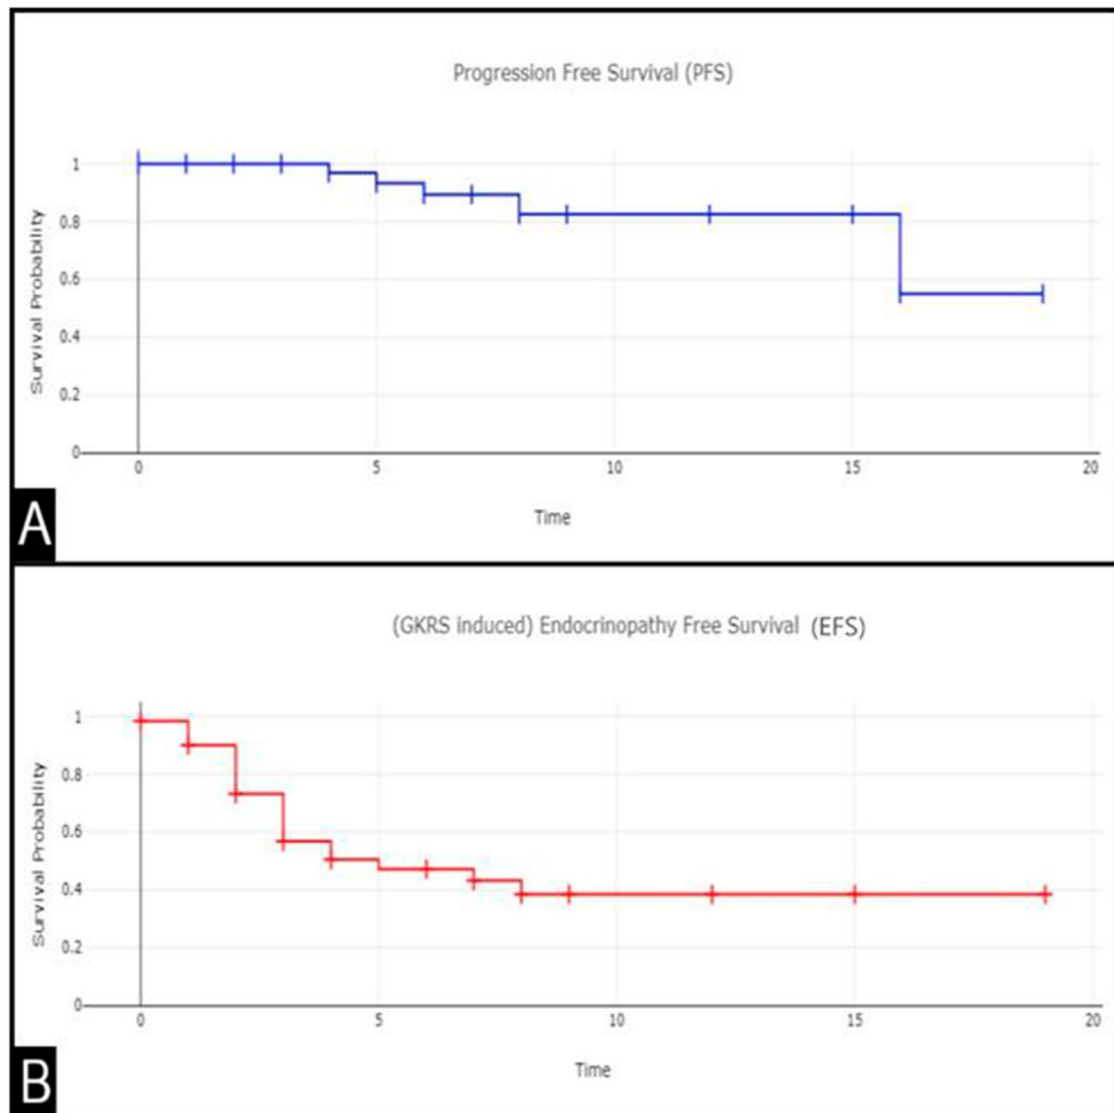 Progression Free Survival (PFS)
1
0.8
0.6
0.4
0.2
0
Survival Probability
0 5 10 15 20
Time
A
(GKRS induced) Endocrinopathy Free Survival (EFS)
1
0.8
0.6
0.4
0.2
0
Survival Probability
0 5 10 15 20
Time
B